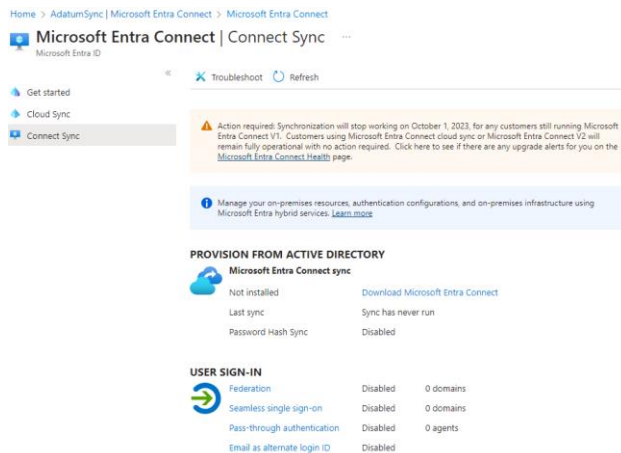 Home > AdatumSync | Microsoft Entra Connect > Microsoft Entra Connect
Microsoft Entra Connect | Connect Sync ...
Microsoft Entra ID
«
Troubleshoot Refresh
Get started
Cloud Sync
Connect Sync
Action required: Synchronization will stop working on October 1, 2023, for any customers still running Microsoft
Entra Connect V1. Customers using Microsoft Entra Connect cloud sync or Microsoft Entra Connect V2 will
remain fully operational with no action required. Click here to see if there are any upgrade alerts for you on the
Microsoft Entra Connect Health page.
Manage your on-premises resources, authentication configurations, and on-premises infrastructure using
Microsoft Entra hybrid services. Learn more
PROVISION FROM ACTIVE DIRECTORY
Microsoft Entra Connect sync
Not installed Download Microsoft Entra Connect
Last sync Sync has never run
Password Hash Sync Disabled
USER SIGN-IN
Federation Disabled 0 domains
Seamless single sign-on Disabled 0 domains
Pass-through authentication Disabled 0 agents
Email as alternate login ID Disabled